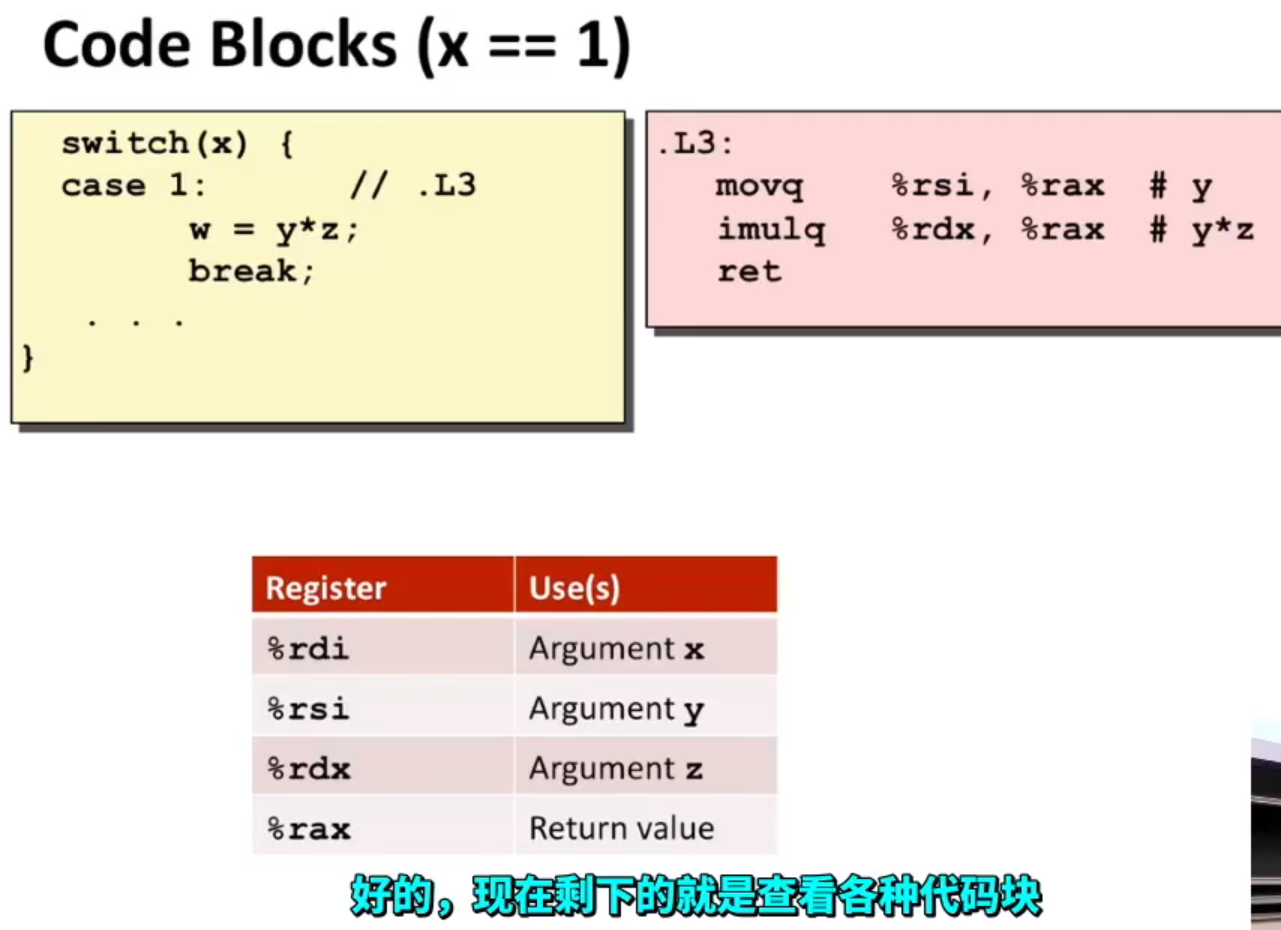 Code Blocks (x == 1)
switch(x) {
case 1:      // .L3
w = y*z;
break;
. . .
}
.L3:
movq    %rsi, %rax  # y
imulq   %rdx, %rax  # y*z
ret
Register Use(s)
%rdi Argument x
%rsi Argument y
%rdx Argument z
%rax Return value
好的，现在剩下的就是查看各种代码块